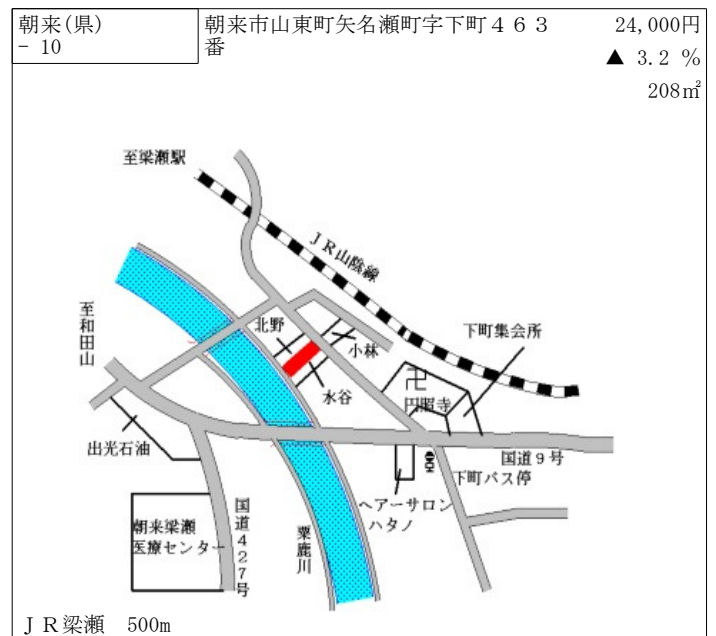 朝来(県)
- 10
朝来市山東町矢名瀬町字下町４６３
番
24,000円
▲ 3.2 %
208㎡
至梁瀬駅
ＪＲ山陰線
至和田山
北野
小林
水谷
下町集会所
卍
円照寺
出光石油
国道９号
下町バス停
ヘアーサロン
ハタノ
国道４２７号
粟鹿川
朝来梁瀬
医療センター
ＪＲ梁瀬　500m